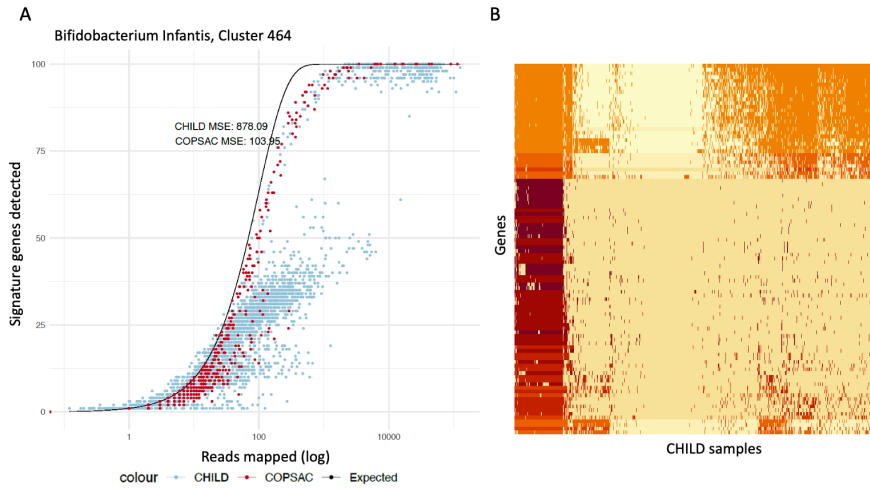 A
B
Bifidobacterium Infantis, Cluster 464
100
75
50
25
0
CHILD MSE: 878.09
COPSAC MSE: 103.95
Signature genes detected
1
100
10000
Reads mapped (log)
colour CHILD COPSAC Expected
Genes
CHILD samples